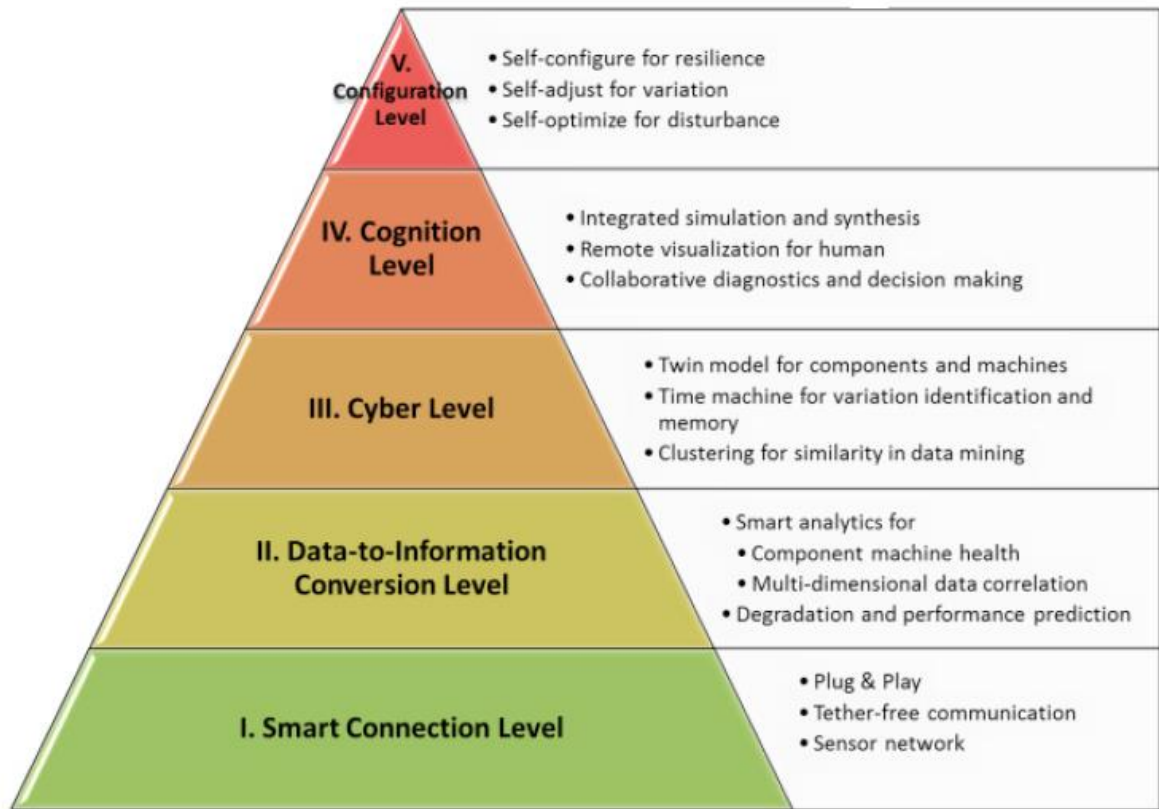 V.
Configuration
Level
• Self-configure for resilience
• Self-adjust for variation
• Self-optimize for disturbance
IV. Cognition
Level
• Integrated simulation and synthesis
• Remote visualization for human
• Collaborative diagnostics and decision making
III. Cyber Level
• Twin model for components and machines
• Time machine for variation identification and
memory
• Clustering for similarity in data mining
II. Data-to-Information
Conversion Level
• Smart analytics for
• Component machine health
• Multi-dimensional data correlation
• Degradation and performance prediction
I. Smart Connection Level
• Plug & Play
• Tether-free communication
• Sensor network